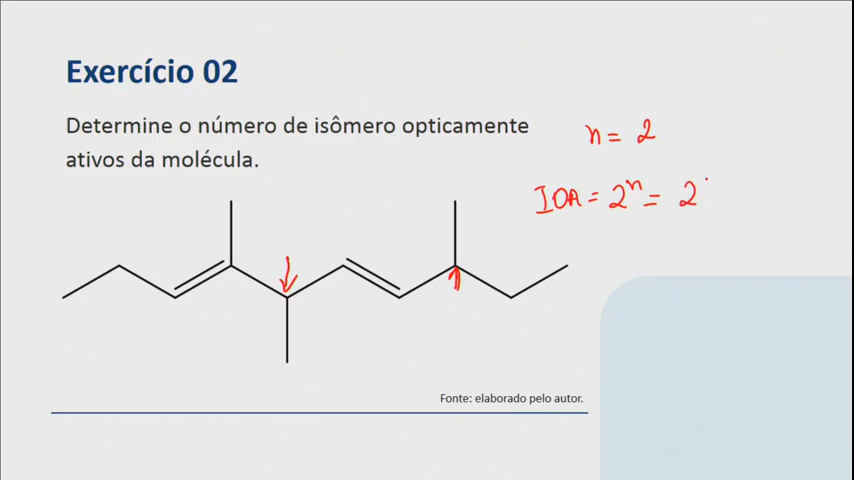 Exercício 02
Determine o número de isômero opticamente
ativos da molécula.
n = 2
IOA = 2ⁿ = 2
Fonte: elaborado pelo autor.